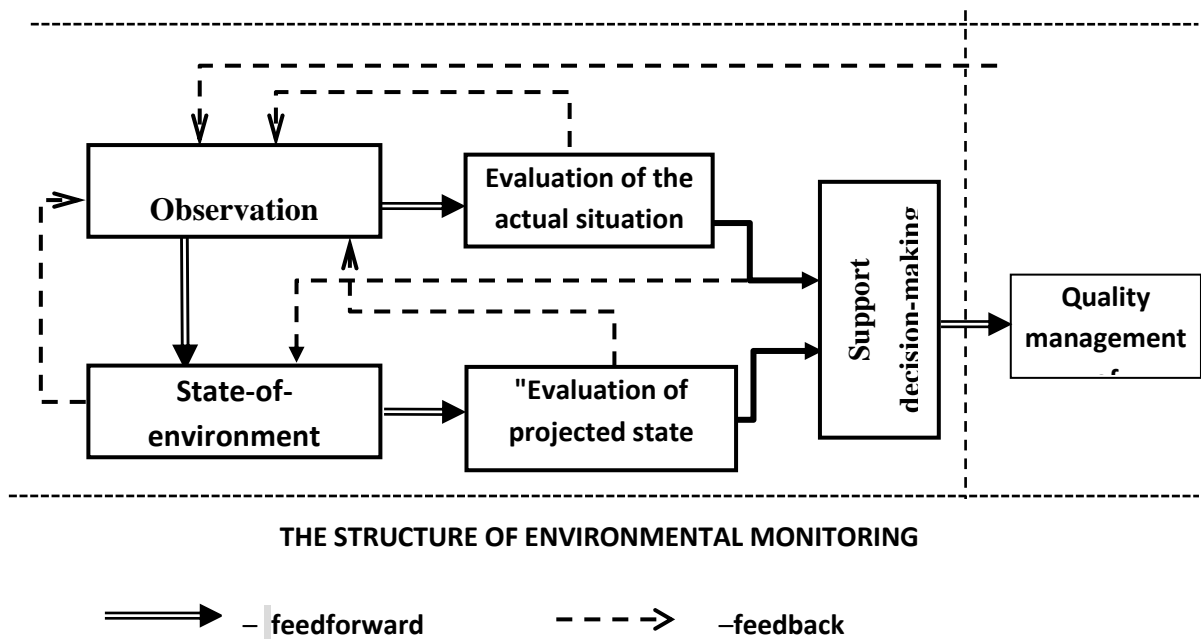 Observation
Evaluation of the
actual situation
State-of-
environment
"Evaluation of
projected state
Support
decision-making
Quality
management
THE STRUCTURE OF ENVIRONMENTAL MONITORING
– feedforward
–feedback